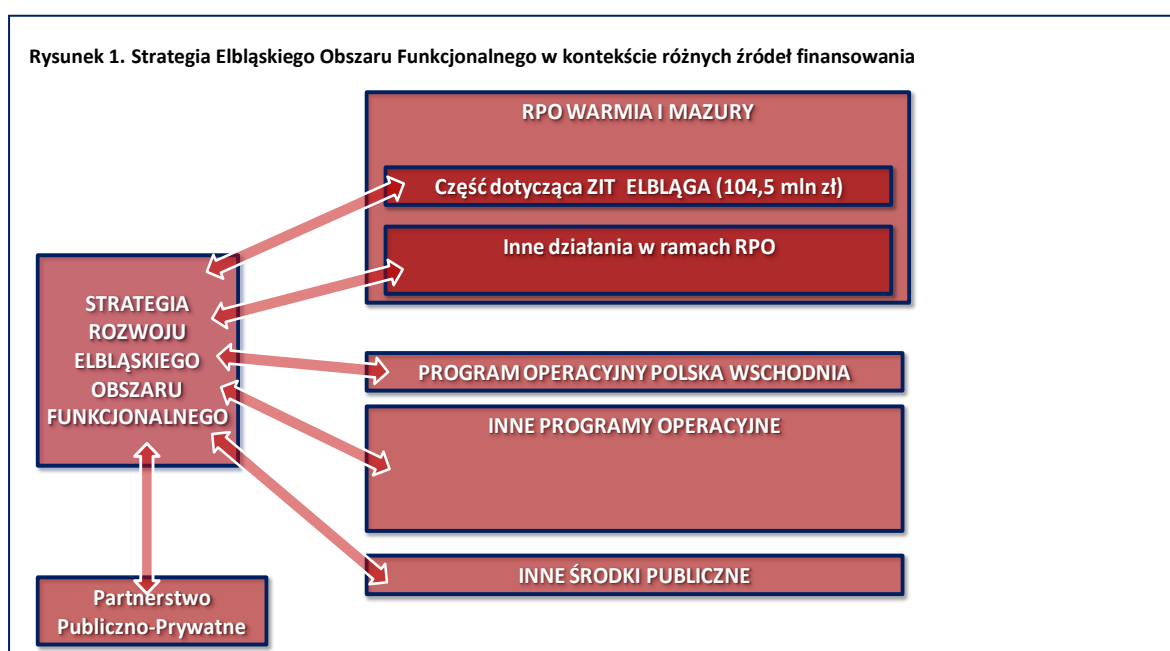 Rysunek 1. Strategia Elbląskiego Obszaru Funkcjonalnego w kontekście różnych źródeł finansowania
RPO WARMIA I MAZURY
Część dotycząca ZIT ELBLĄGA (104,5 mln zł)
Inne działania w ramach RPO
STRATEGIA
ROZWOJU
ELBLĄSKIEGO
OBSZARU
FUNKCJONALNEGO
PROGRAM OPERACYJNY POLSKA WSCHODNIA
INNE PROGRAMY OPERACYJNE
INNE ŚRODKI PUBLICZNE
Partnerstwo
Publiczno-Prywatne